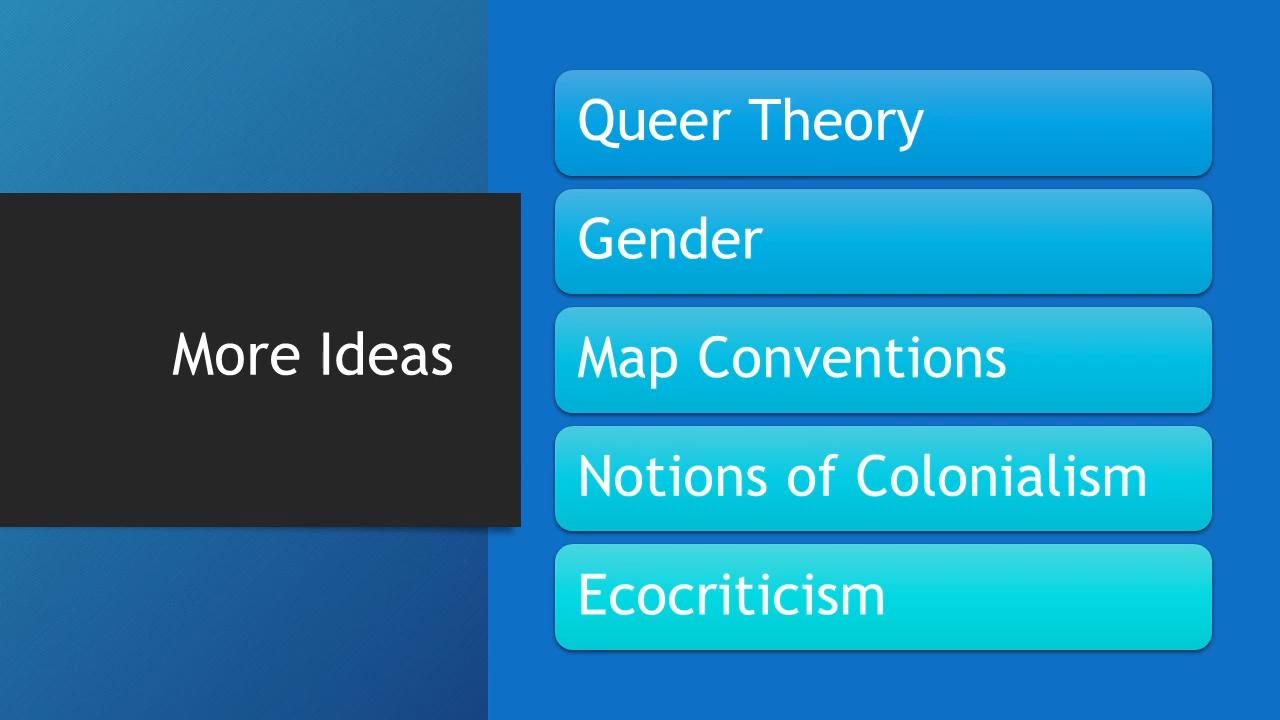 More Ideas
Queer Theory
Gender
Map Conventions
Notions of Colonialism
Ecocriticism